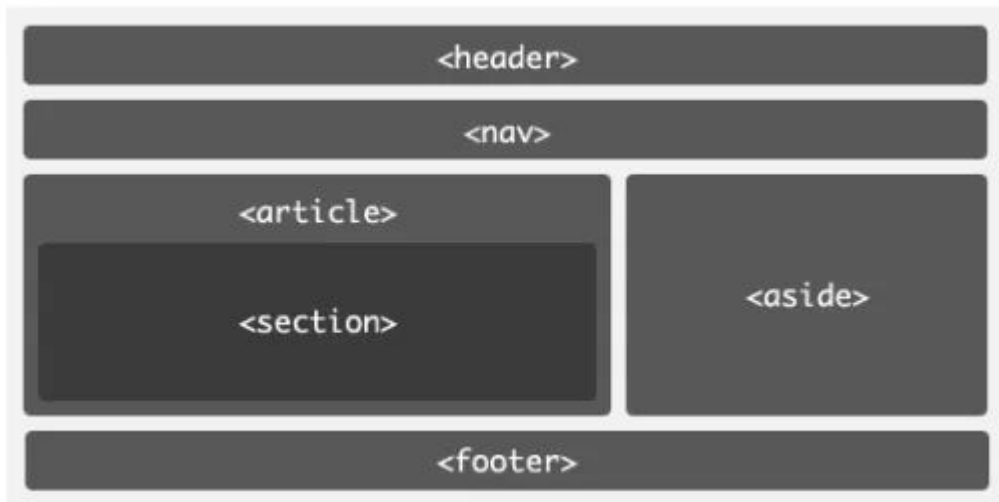 <header>
<nav>
<article>
<section>
<aside>
<footer>